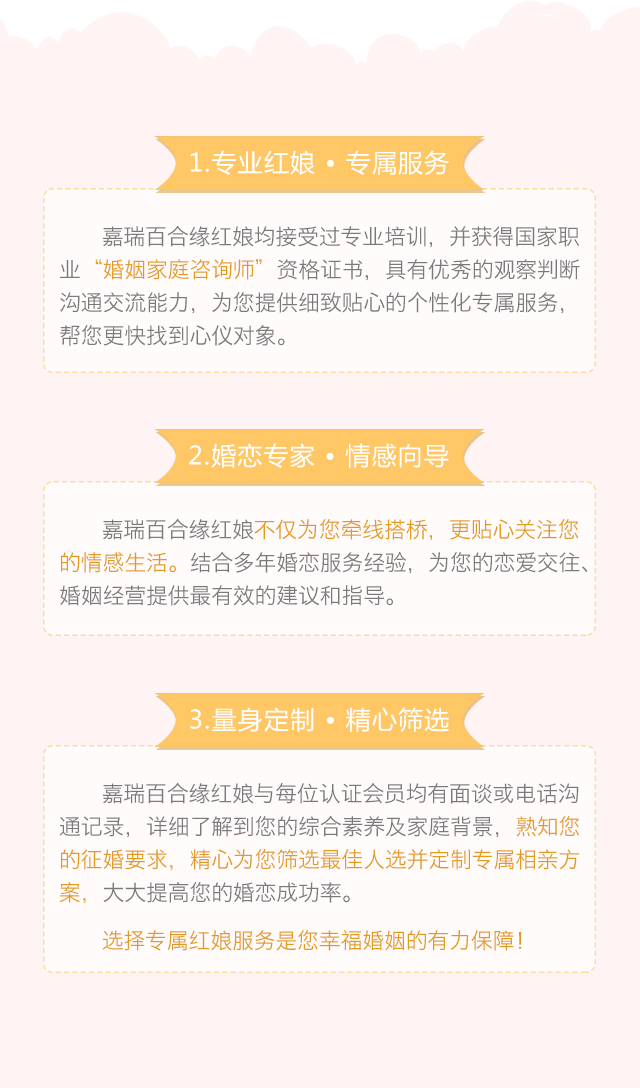 1.专业红娘 • 专属服务
嘉瑞百合缘红娘均接受过专业培训，并获得国家职
业“婚姻家庭咨询师”资格证书，具有优秀的观察判断
沟通交流能力，为您提供细致贴心的个性化专属服务，
帮您更快找到心仪对象。
2.婚恋专家 • 情感向导
嘉瑞百合缘红娘不仅为您牵线搭桥，更贴心关注您
的情感生活。结合多年婚恋服务经验，为您的恋爱交往、
婚姻经营提供最有效的建议和指导。
3.量身定制 • 精心筛选
嘉瑞百合缘红娘与每位认证会员均有面谈或电话沟
通记录，详细了解到您的综合素养及家庭背景，熟知您
的征婚要求，精心为您筛选最佳人选并定制专属相亲方
案，大大提高您的婚恋成功率。
选择专属红娘服务是您幸福婚姻的有力保障！